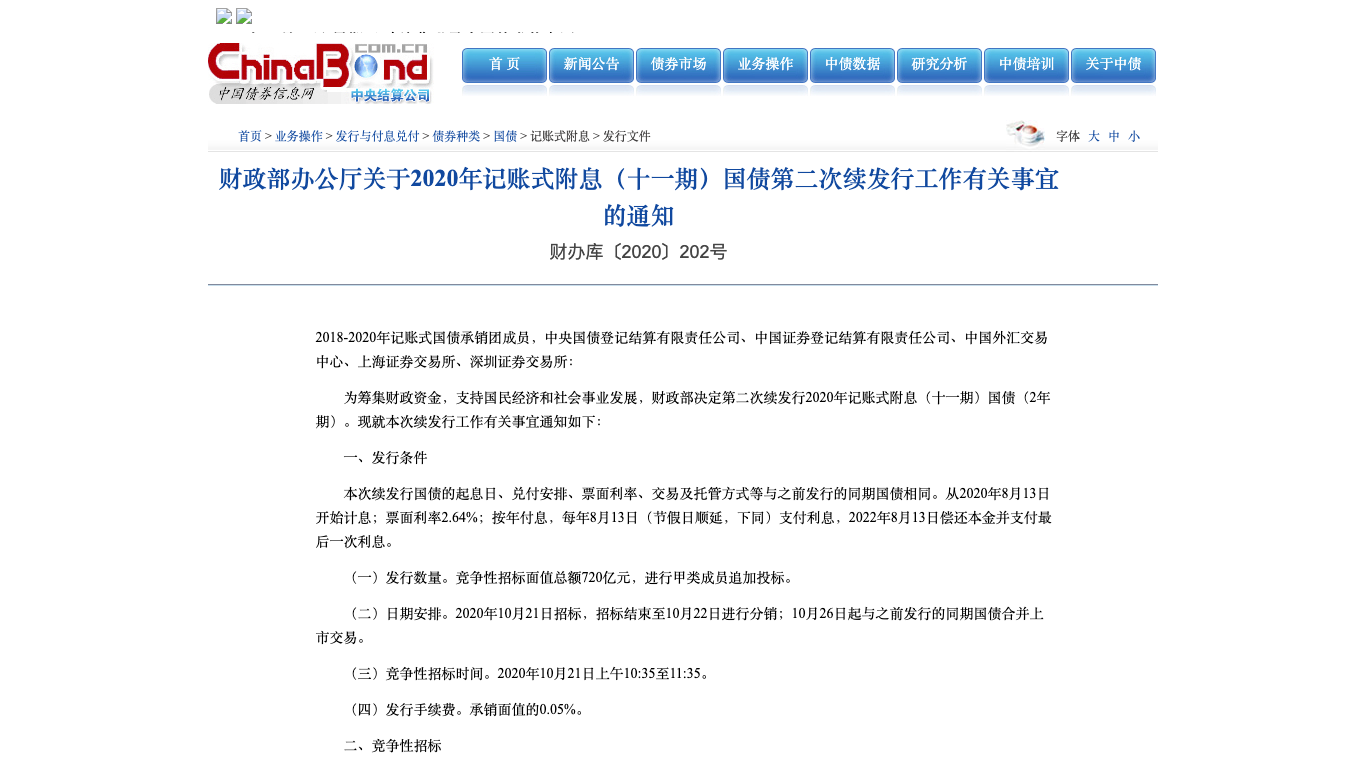 com.cn
ChinaBond
中国债券信息网 中央结算公司
首 页 新闻公告 债券市场 业务操作 中债数据 研究分析 中债培训 关于中债
首页 > 业务操作 > 发行与付息兑付 > 债券种类 > 国债 > 记账式附息 > 发行文件 字体 大 中 小
财政部办公厅关于2020年记账式附息（十一期）国债第二次续发行工作有关事宜
的通知
财办库〔2020〕202号
2018-2020年记账式国债承销团成员，中央国债登记结算有限责任公司、中国证券登记结算有限责任公司、中国外汇交易
中心、上海证券交易所、深圳证券交易所：
为筹集财政资金，支持国民经济和社会事业发展，财政部决定第二次续发行2020年记账式附息（十一期）国债（2年
期）。现就本次续发行工作有关事宜通知如下：
一、发行条件
本次续发行国债的起息日、兑付安排、票面利率、交易及托管方式等与之前发行的同期国债相同。从2020年8月13日
开始计息；票面利率2.64%；按年付息，每年8月13日（节假日顺延，下同）支付利息，2022年8月13日偿还本金并支付最
后一次利息。
（一）发行数量。竞争性招标面值总额720亿元，进行甲类成员追加投标。
（二）日期安排。2020年10月21日招标，招标结束至10月22日进行分销；10月26日起与之前发行的同期国债合并上
市交易。
（三）竞争性招标时间。2020年10月21日上午10:35至11:35。
（四）发行手续费。承销面值的0.05%。
二、竞争性招标